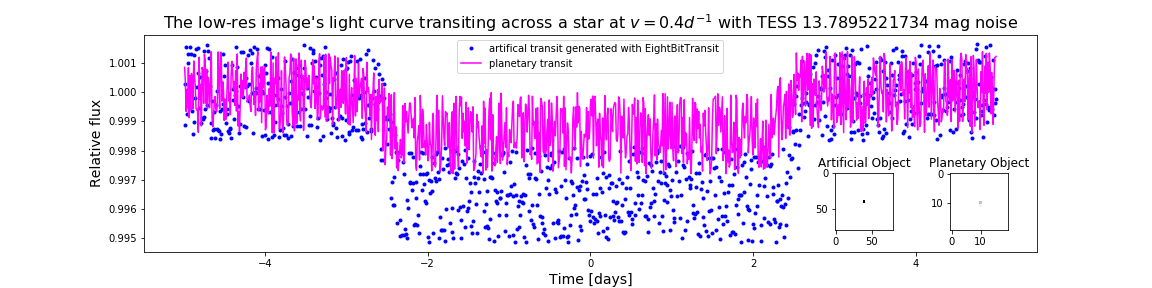 The low-res image's light curve transiting across a star at v = 0.4d⁻¹ with TESS 13.7895221734 mag noise
artifical transit generated with EightBitTransit
planetary transit
Relative flux
1.001
1.000
0.999
0.998
0.997
0.996
0.995
Artificial Object
0
50
0
50
Planetary Object
0
10
0
10
−4
−2
0
2
4
Time [days]